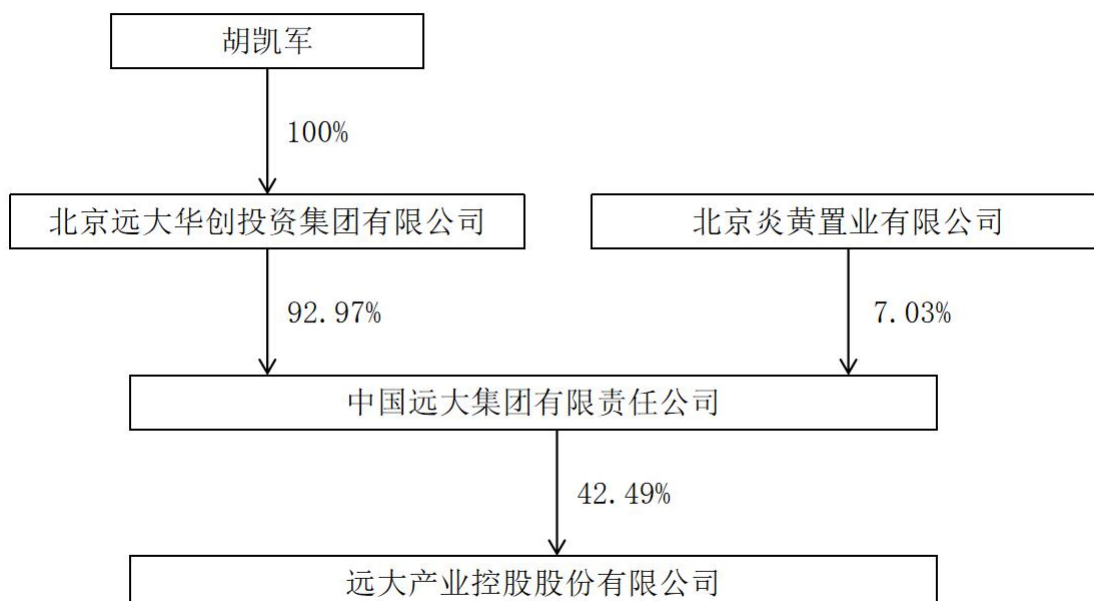 胡凯军
100%
北京远大华创投资集团有限公司
北京炎黄置业有限公司
92.97%
7.03%
中国远大集团有限责任公司
42.49%
远大产业控股股份有限公司